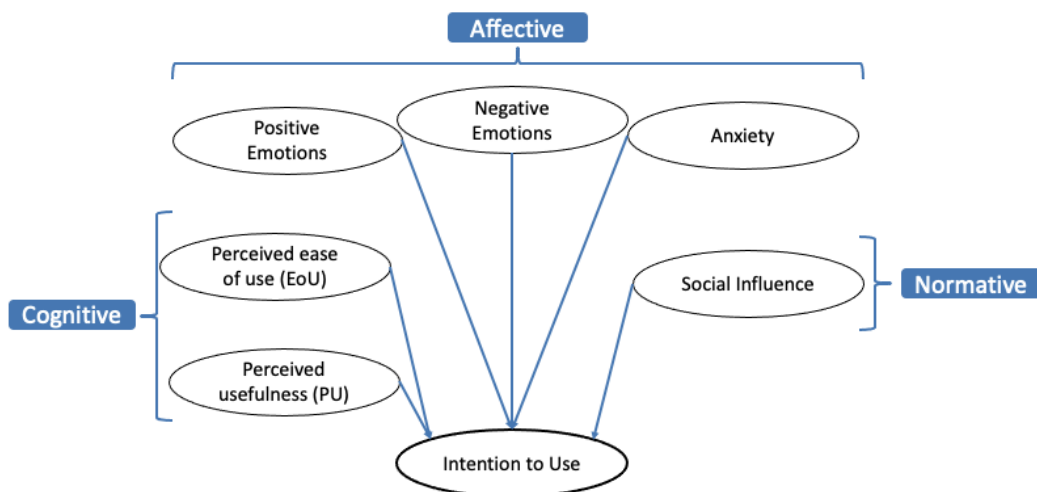 Affective
Positive
Emotions
Negative
Emotions
Anxiety
Perceived ease
of use (EoU)
Social Influence
Normative
Cognitive
Perceived
usefulness (PU)
Intention to Use